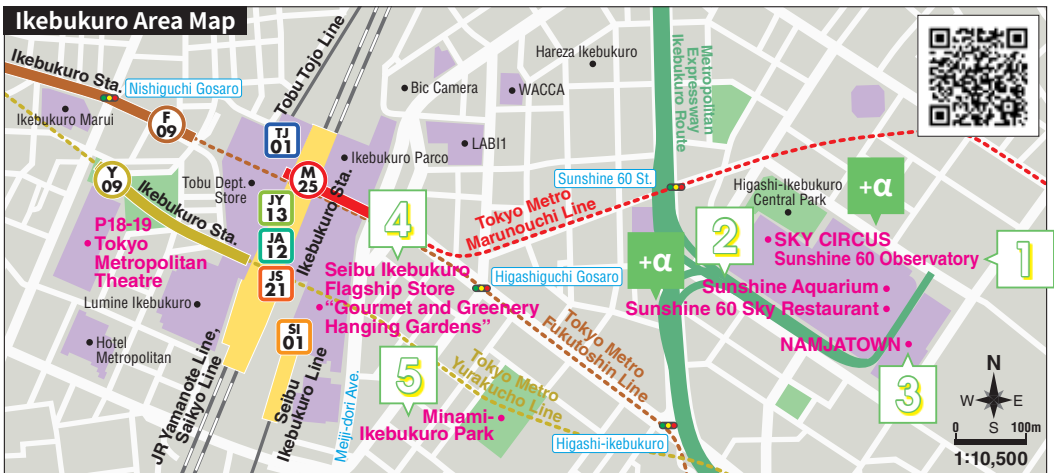 Ikebukuro Area Map
Ikebukuro Sta.
Nishiguchi Gosaro
Ikebukuro Marui
F
09
Y
09
Ikebukuro Sta.
P18-19
Tokyo
Metropolitan
Theatre
Tobu Dept.
Store
Lumine Ikebukuro
Hotel
Metropolitan
JR Yamanote Line,
Saikyo Line
Tobu Tojo Line
TJ
01
M
25
JY
13
JA
12
JS
21
SI
01
Ikebukuro Sta.
Seibu
Ikebukuro Line
Meiji-dori Ave.
Bic Camera
WACCA
Hareza Ikebukuro
Ikebukuro Parco
LABI1
4
Seibu Ikebukuro
Flagship Store
"Gourmet and Greenery
Hanging Gardens"
5
Minami-
Ikebukuro Park
Tokyo Metro
Marunouchi Line
Higashiguchi Gosaro
Tokyo Metro
Fukutoshin Line
Tokyo Metro
Yurakucho Line
Higashi-ikebukuro
Sunshine 60 St.
Metropolitan
Expressway
Ikebukuro Route
Higashi-Ikebukuro
Central Park
+α
+α
2
SKY CIRCUS
Sunshine 60 Observatory
1
Sunshine Aquarium
Sunshine 60 Sky Restaurant
NAMJATOWN
3
N
W
E
S
0
100m
1:10,500